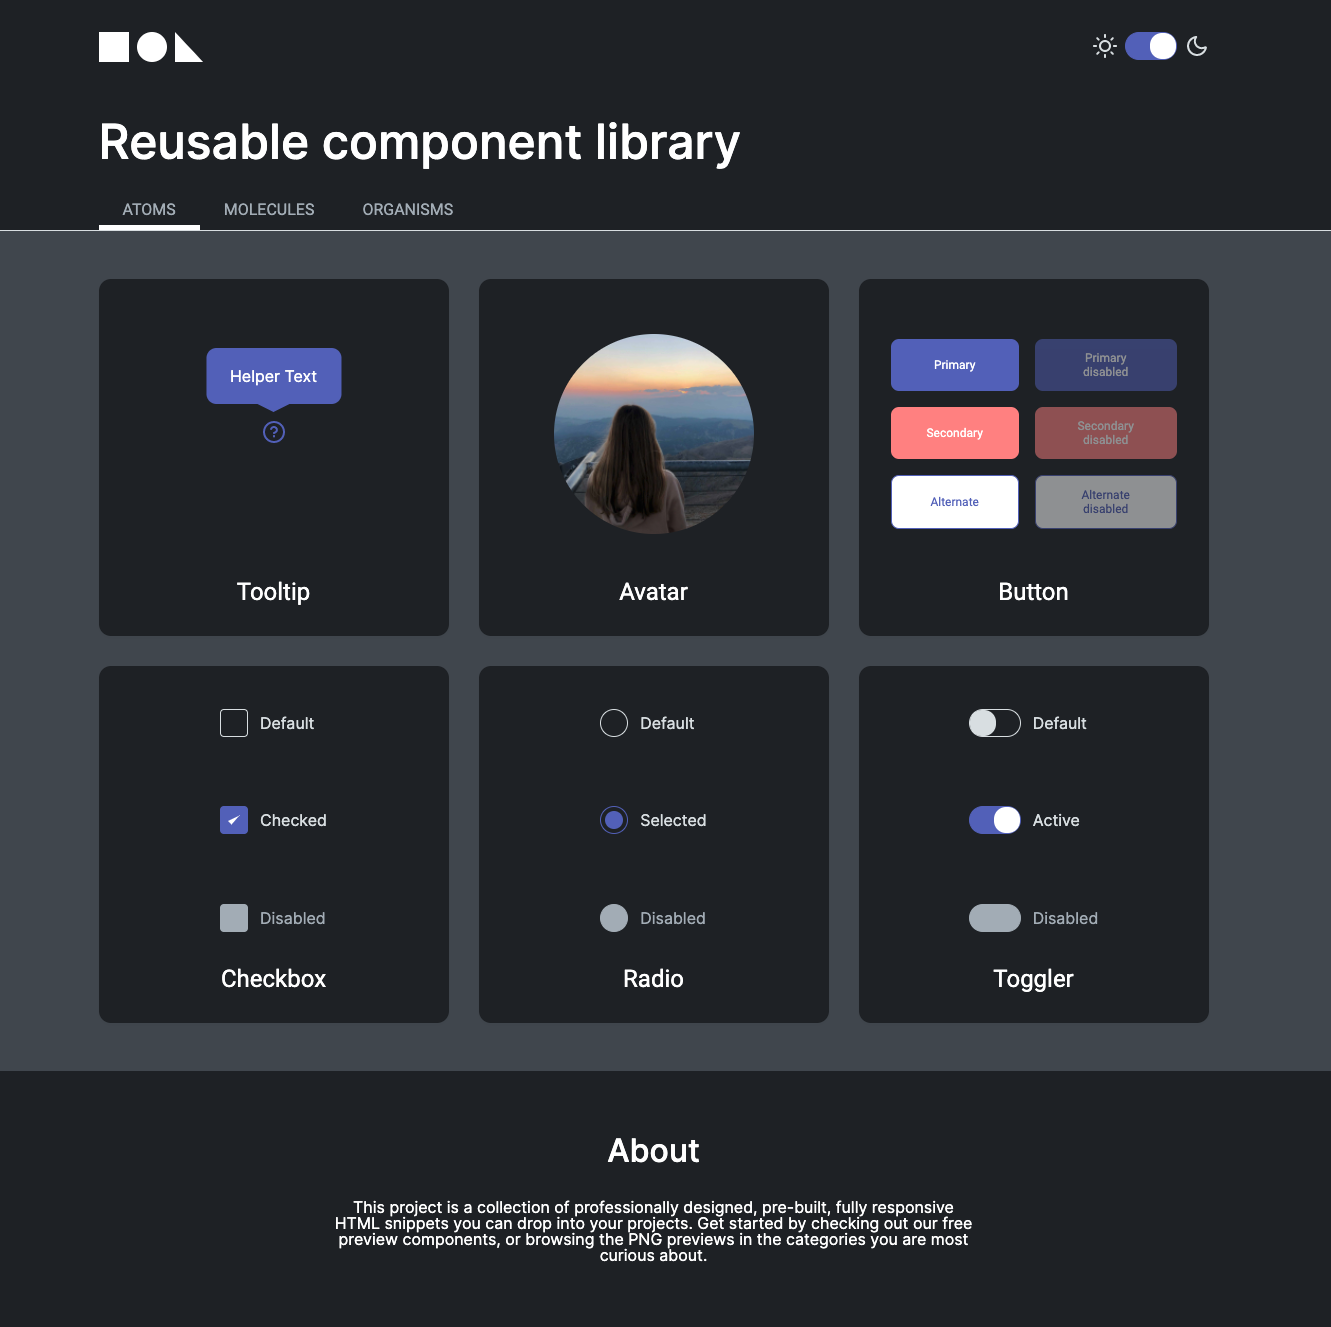 Reusable component library
ATOMS MOLECULES ORGANISMS
Helper Text
?
Tooltip
Avatar
Primary
Primary
disabled
Secondary
Secondary
disabled
Alternate
Alternate
disabled
Button
Default
Checked
Disabled
Checkbox
Default
Selected
Disabled
Radio
Default
Active
Disabled
Toggler
About
This project is a collection of professionally designed, pre-built, fully responsive
HTML snippets you can drop into your projects. Get started by checking out our free
preview components, or browsing the PNG previews in the categories you are most
curious about.